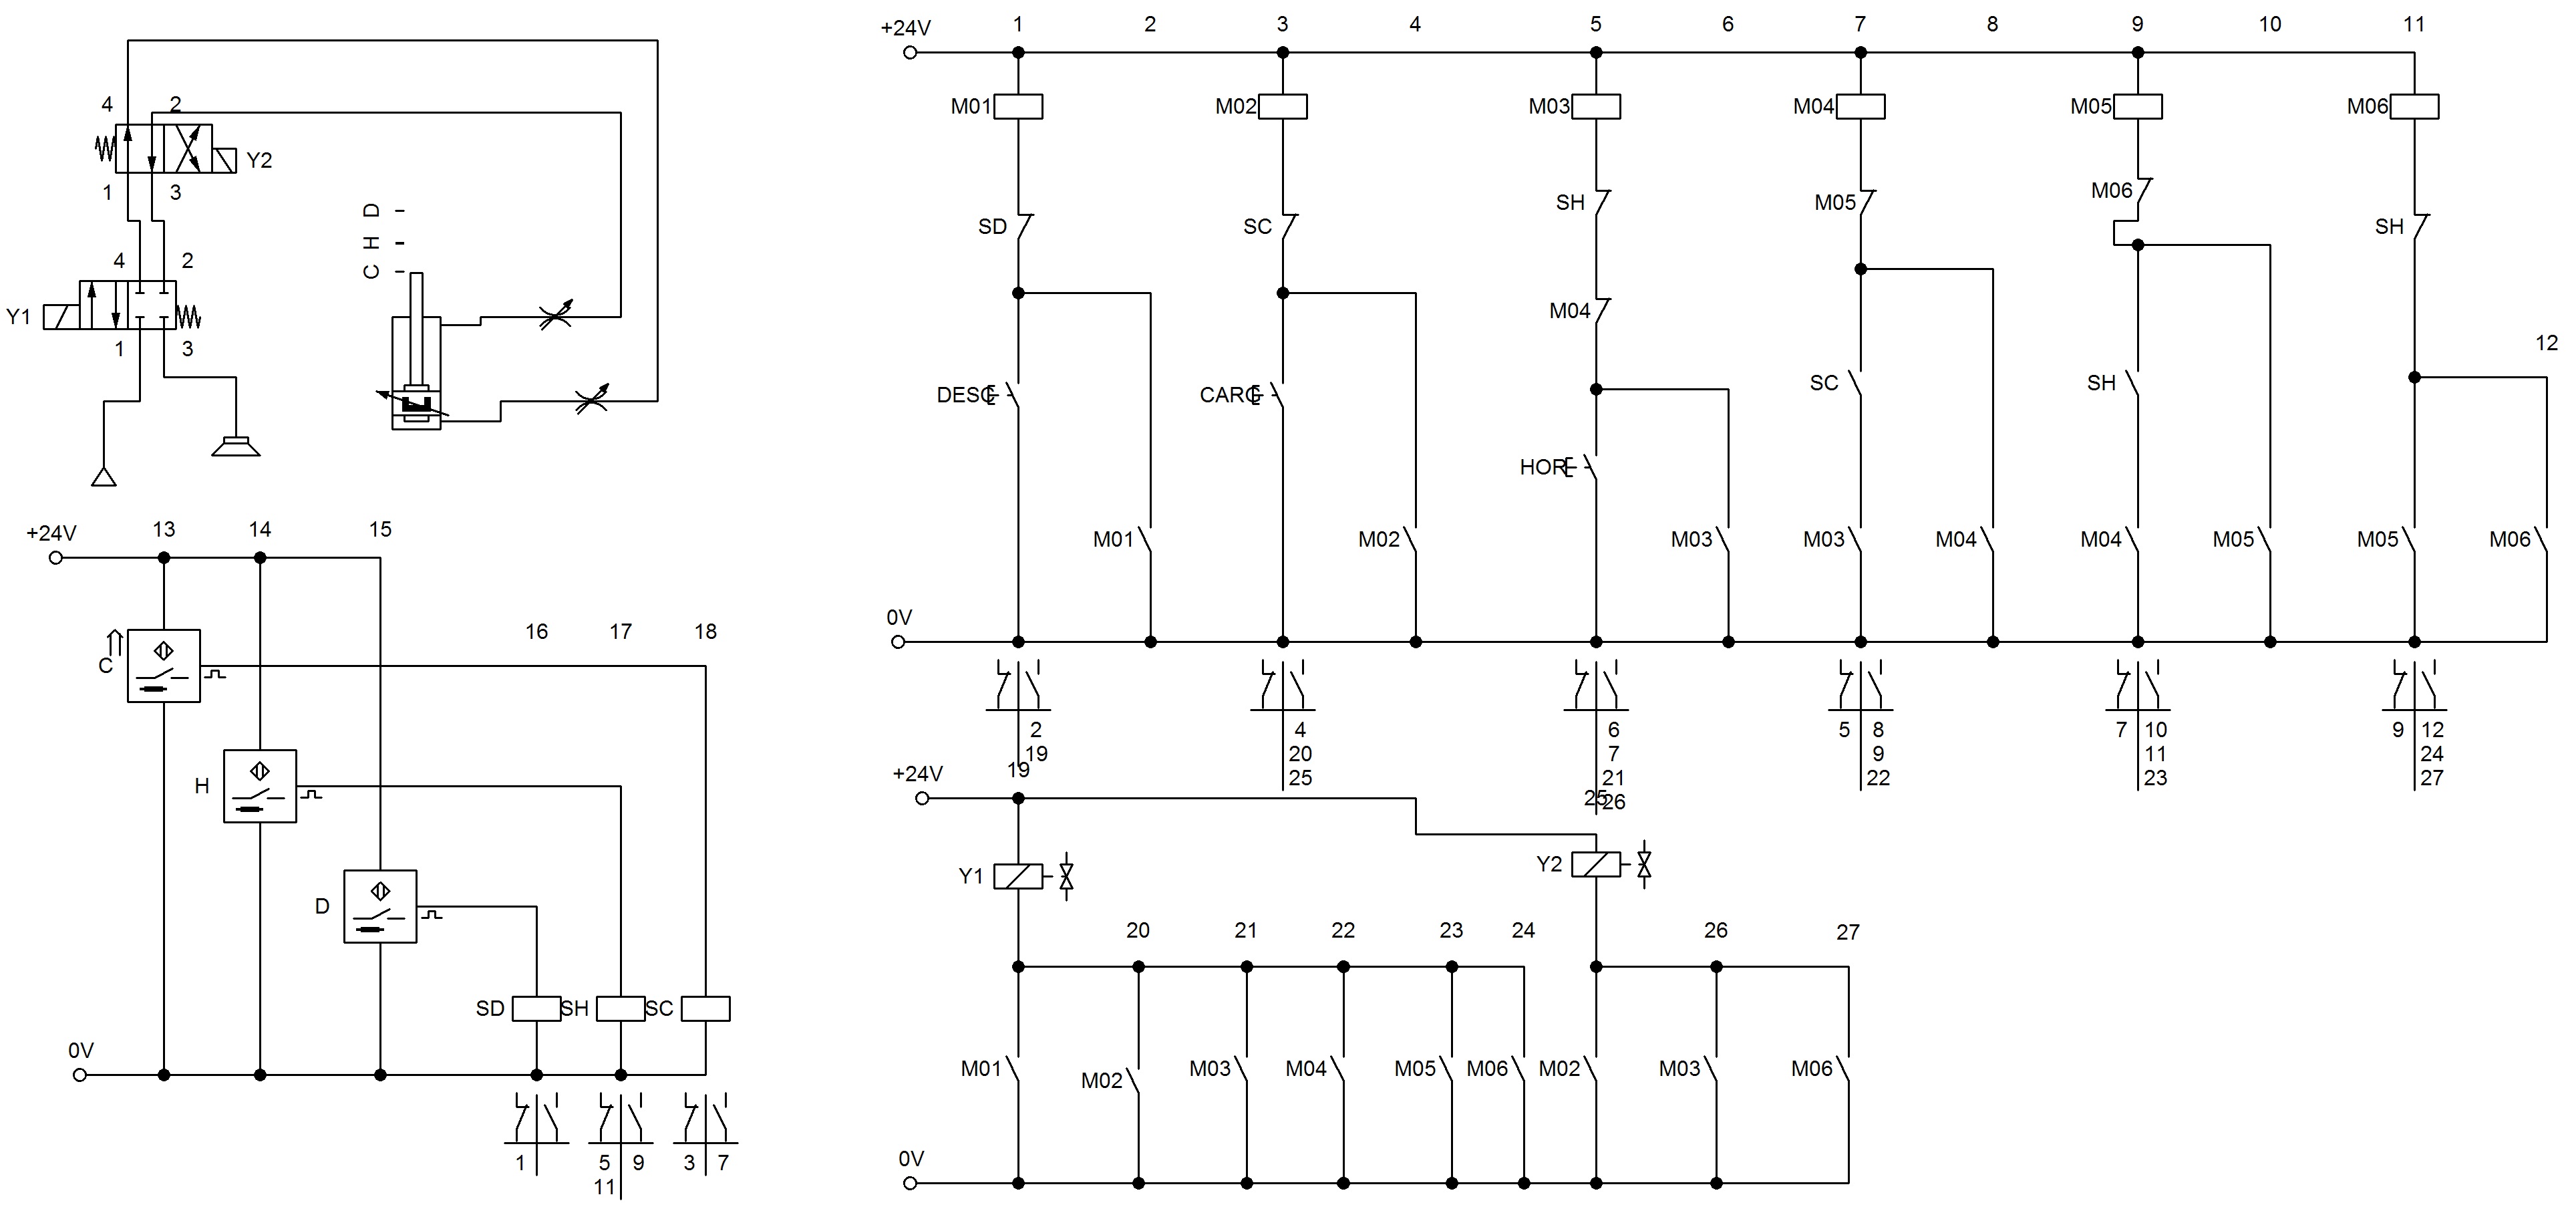 +24V 1 2 3 4 5 6 7 8 9 10 11
M01 M02 M03 M04 M05 M06
4 2
Y2
1 3
D
H
C
SH M05 M06
SD SC SH
4 2
Y1
1 3
M04
12
DESC CARG SC SH
HOR
M01 M02 M03 M03 M04 M04 M05 M05 M06
0V
2 4 6 5 8 7 10 9 12
19 20 7 9 11 24
25 21 22 23 27
26
+24V 13 14 15
16 17 18
C
H
D
SD SH SC
0V
1 5 9 3 7
11
+24V 19 25
Y1 Y2
20 21 22 23 24 26 27
M01 M02 M03 M04 M05 M06 M02 M03 M06
0V